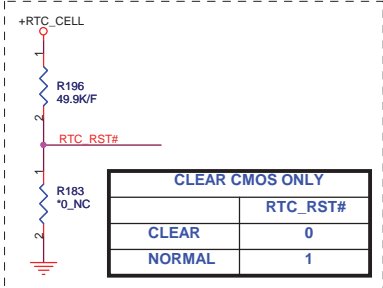 +RTC_CELL
1
R196
49.9K/F
2
RTC_RST#
1
R183
*0_NC
2
CLEAR CMOS ONLY
RTC_RST#
CLEAR 0
NORMAL 1